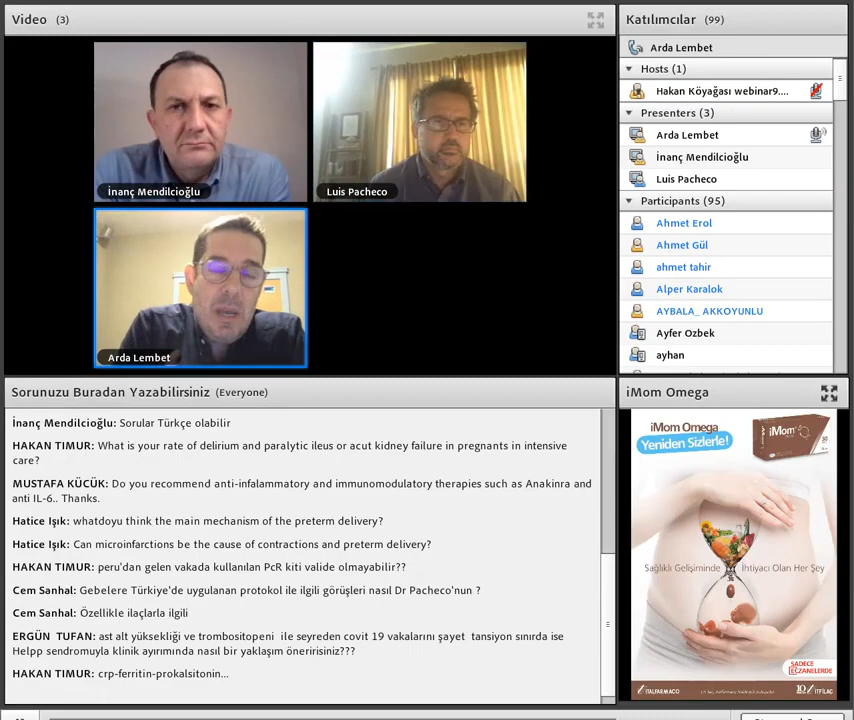 Video (3)
İnanç Mendilcioğlu
Luis Pacheco
Arda Lembet
Katılımcılar (99)
Arda Lembet
Hosts (1)
Hakan Köyağası webinar9....
Presenters (3)
Arda Lembet
İnanç Mendilcioğlu
Luis Pacheco
Participants (95)
Ahmet Erol
Ahmet Gül
ahmet tahir
Alper Karalok
AYBALA_ AKKOYUNLU
Ayfer Ozbek
ayhan
Sorunuzu Buradan Yazabilirsiniz (Everyone)
İnanç Mendilcioğlu: Sorular Türkçe olabilir
HAKAN TIMUR: What is your rate of delirium and paralytic ileus or acut kidney failure in pregnants in intensive
care?
MUSTAFA KÜCÜK: Do you recommend anti-infalammatory and immunomodulatory therapies such as Anakinra and
anti IL-6.. Thanks.
Hatice Işık: whatdoyu think the main mechanism of the preterm delivery?
Hatice Işık: Can microinfarctions be the cause of contractions and preterm delivery?
HAKAN TIMUR: peru'dan gelen vakada kullanılan PcR kiti valide olmayabilir??
Cem Sanhal: Gebelere Türkiye'de uygulanan protokol ile ilgili görüşleri nasıl Dr Pacheco'nun ?
Cem Sanhal: Özellikle ilaçlarla ilgili
ERGÜN TUFAN: ast alt yüksekliği ve trombositopeni ile seyreden covit 19 vakalarını şayet tansiyon sınırda ise
Helpp sendromuyla klinik ayırımında nasıl bir yaklaşım öneririsiniz???
HAKAN TIMUR: crp-ferritin-prokalsitonin...
iMom Omega
iMom Omega
Yeniden Sizlerle!
iMom
30
Sağlıklı Gelişiminde İhtiyacı Olan Her Şey
SADECE
ECZANELERDE
ITALFARMACO
İTFİLAÇ